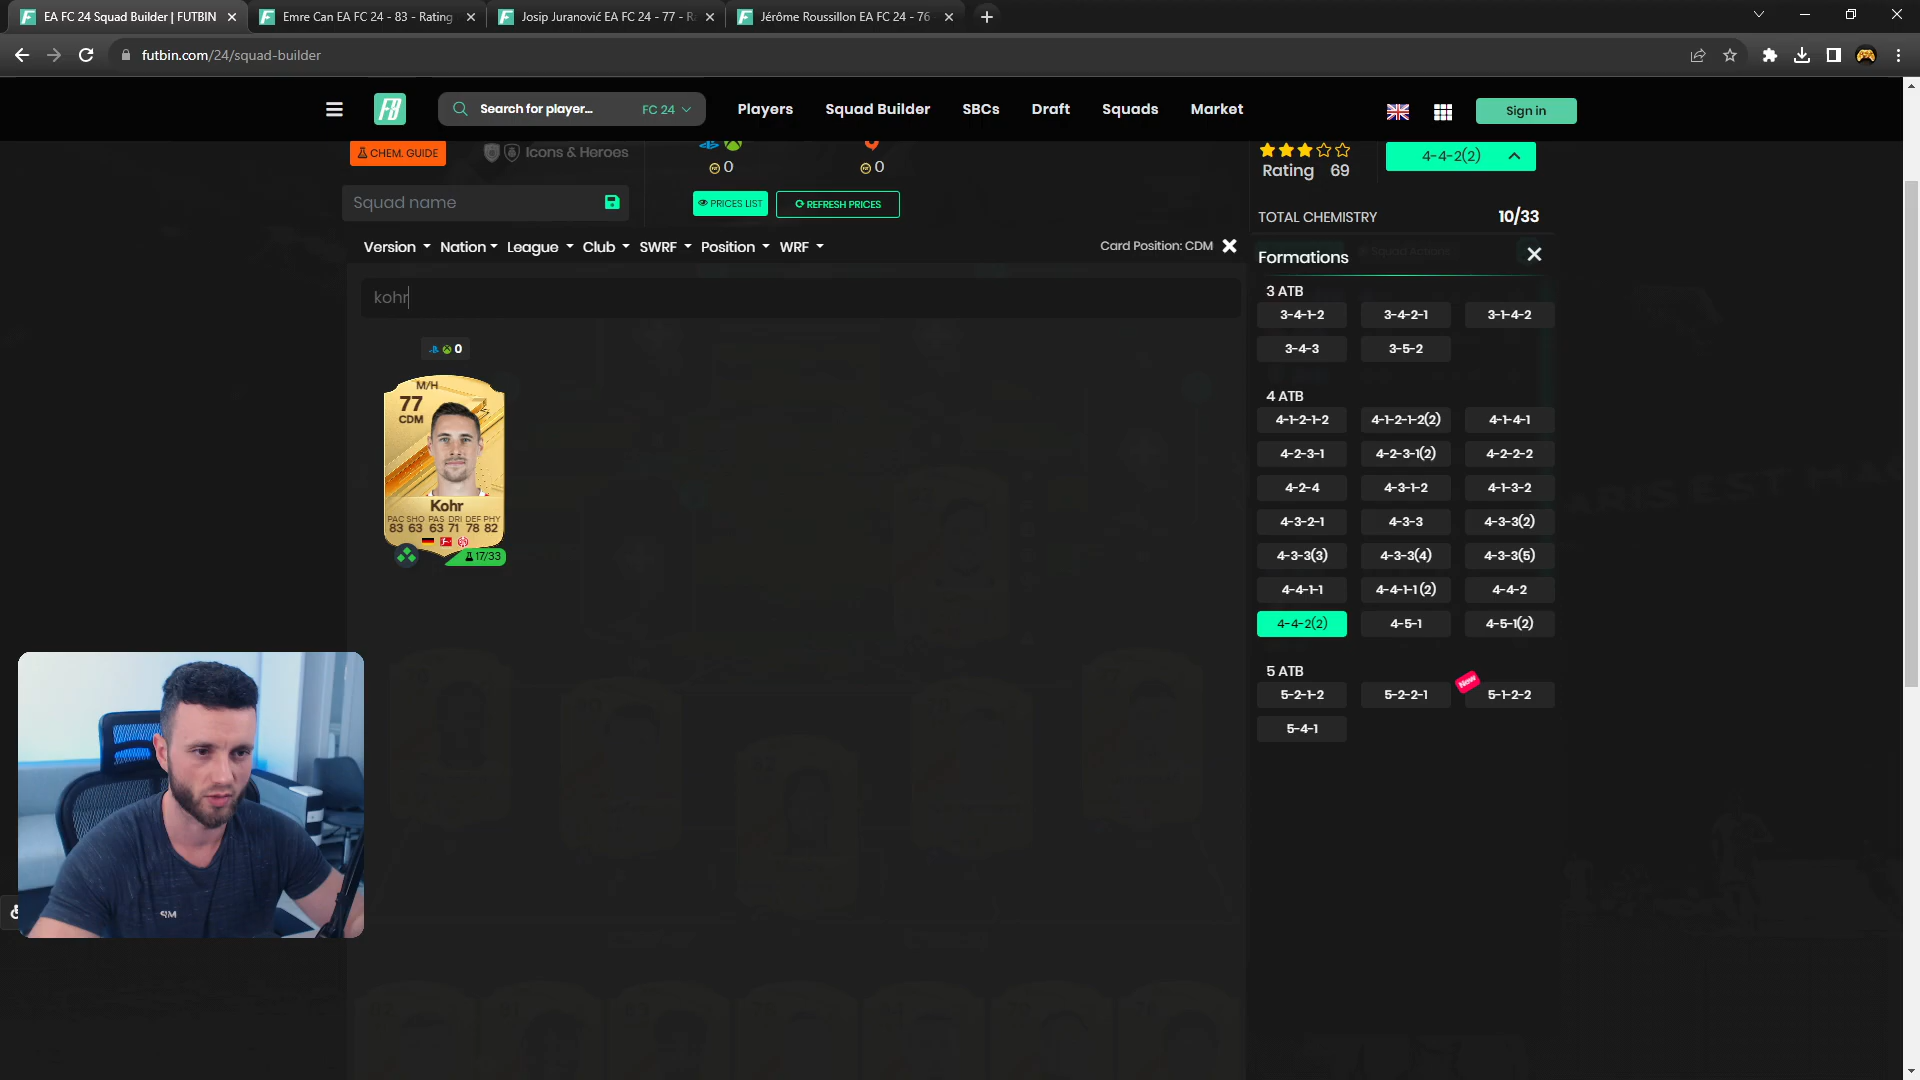 EA FC 24 Squad Builder | FUTBIN
Emre Can EA FC 24 - 83 - Rating
Josip Juranović EA FC 24 - 77 - R
Jérôme Roussillon EA FC 24 - 76
futbin.com/24/squad-builder
FB
Search for player...
FC 24
Players
Squad Builder
SBCs
Draft
Squads
Market
Sign in
CHEM. GUIDE
Icons & Heroes
0
0
Rating 69
4-4-2(2)
Squad name
PRICES LIST
REFRESH PRICES
TOTAL CHEMISTRY 10/33
Version
Nation
League
Club
SWRF
Position
WRF
Card Position: CDM
Formations
Squad Actions
kohr
0
M/H
77
CDM
Kohr
PAC SHO PAS DRI DEF PHY
83 63 63 71 78 82
17/33
3 ATB
3-4-1-2
3-4-2-1
3-1-4-2
3-4-3
3-5-2
4 ATB
4-1-2-1-2
4-1-2-1-2(2)
4-1-4-1
4-2-3-1
4-2-3-1(2)
4-2-2-2
4-2-4
4-3-1-2
4-1-3-2
4-3-2-1
4-3-3
4-3-3(2)
4-3-3(3)
4-3-3(4)
4-3-3(5)
4-4-1-1
4-4-1-1 (2)
4-4-2
4-4-2(2)
4-5-1
4-5-1(2)
5 ATB
New
5-2-1-2
5-2-2-1
5-1-2-2
5-4-1
PARIS EST MA